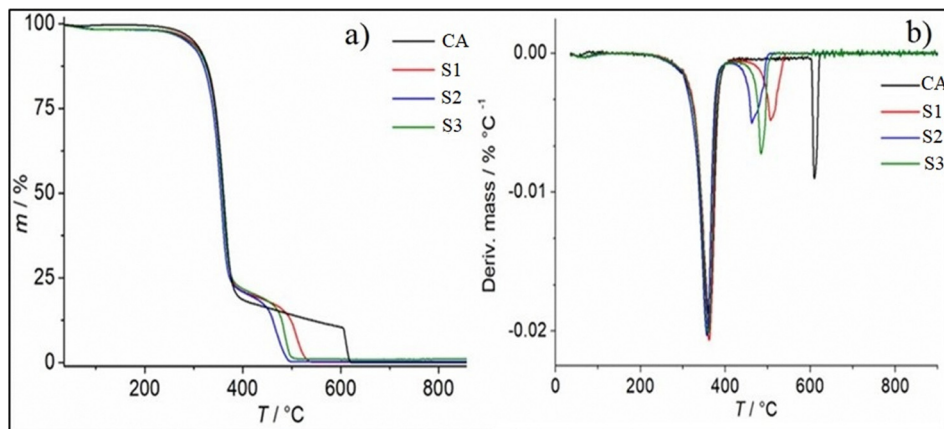 a)
CA
S1
S2
S3
100
75
50
25
0
m / %
200 400 600 800
T / °C
b)
CA
S1
S2
S3
0.00
-0.01
-0.02
Deriv. mass / % °C -1
0 200 400 600 800
T / °C